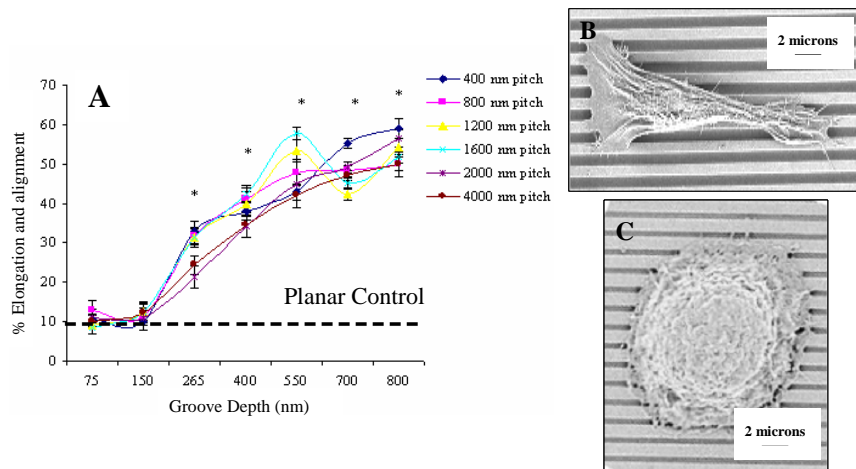 A
% Elongation and alignment
70
60
50
40
30
20
10
0
*
*
*
*
*
Planar Control
75 150 265 400 550 700 800
Groove Depth (nm)
400 nm pitch
800 nm pitch
1200 nm pitch
1600 nm pitch
2000 nm pitch
4000 nm pitch
B
2 microns
C
2 microns